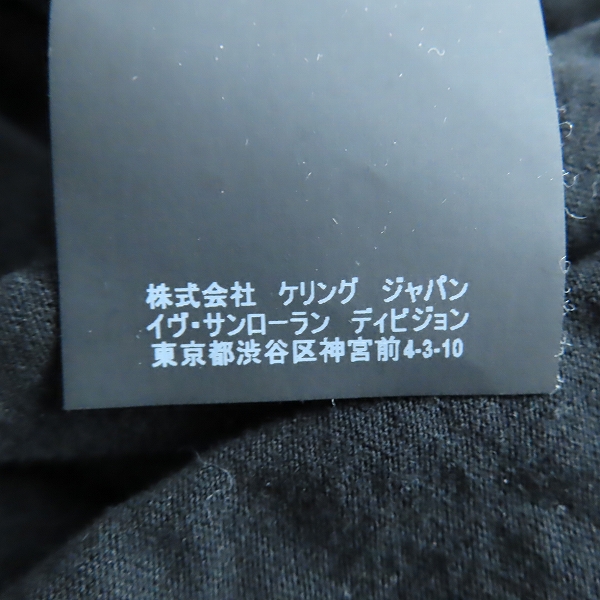 株式会社 ケリング ジャパン
イヴ・サンローラン ディビジョン
東京都渋谷区神宮前4-3-10